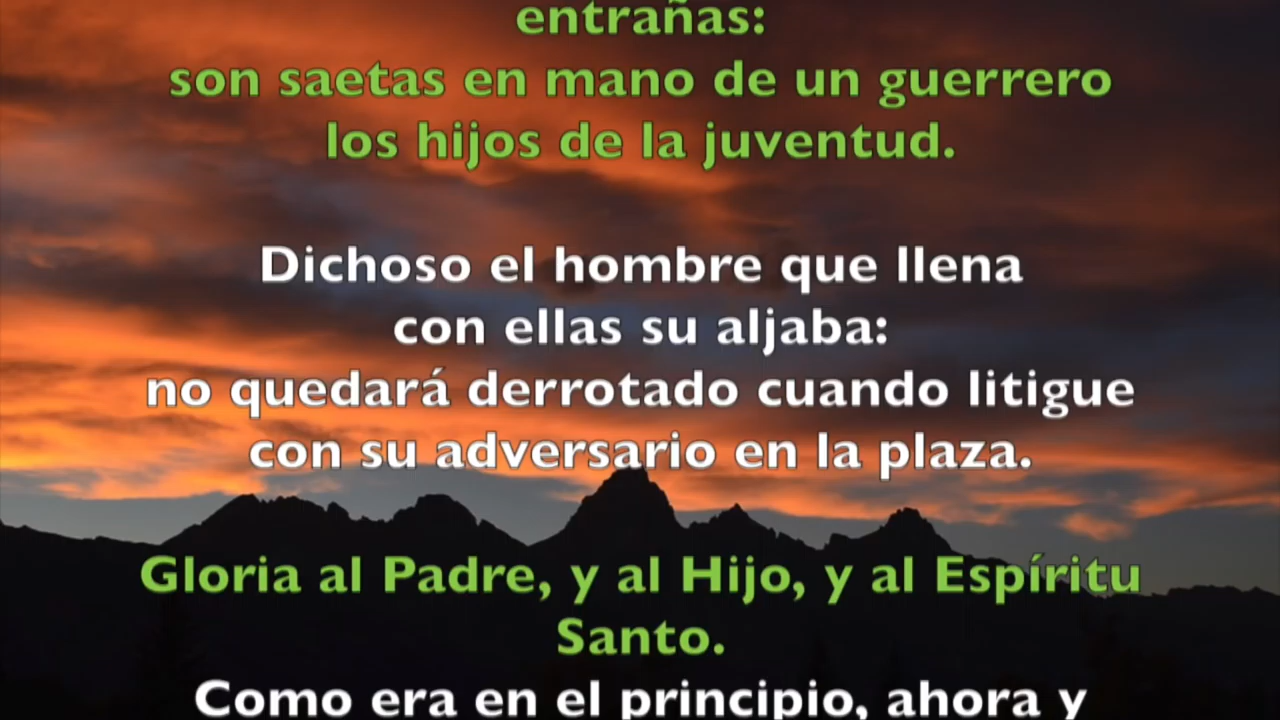 entrañas:
son saetas en mano de un guerrero
los hijos de la juventud.
Dichoso el hombre que llena
con ellas su aljaba:
no quedará derrotado cuando litigue
con su adversario en la plaza.
Gloria al Padre, y al Hijo, y al Espíritu
Santo.
Como era en el principio, ahora y